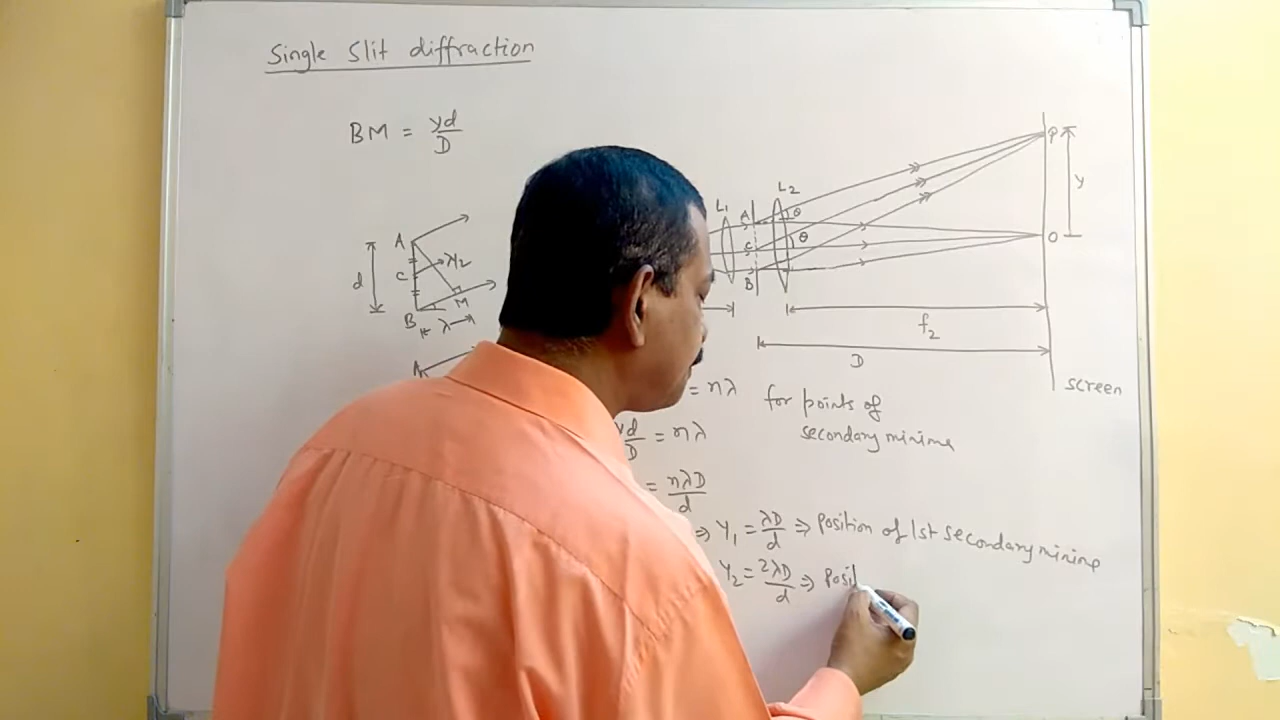 Single Slit diffraction
BM = yd/D
A
C
B
M
d
λ/2
λ
A
L1
L2
A
C
B
θ
θ
P
O
y
f2
D
screen
= nλ for points of
secondary minima
yd/D = nλ
= nλD/d
⇒ Y1 = λD/d ⇒ Position of 1st secondary minima
Y2 = 2λD/d ⇒ Posi